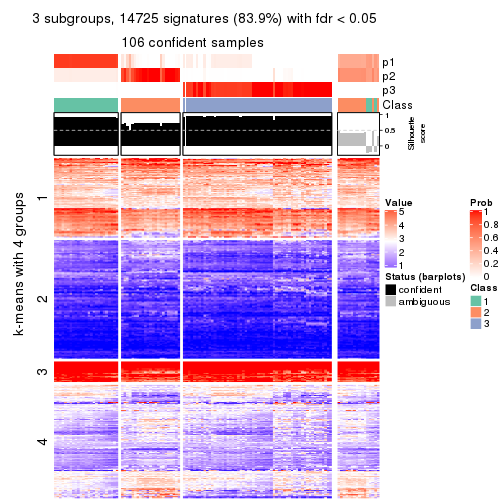 3 subgroups, 14725 signatures (83.9%) with fdr < 0.05
106 confident samples
p1
p2
p3
Class
1
0.5
0
Silhouette
score
k-means with 4 groups
1
2
3
4
Value
5
4
3
2
1
Status (barplots)
confident
ambiguous
Prob
1
0.8
0.6
0.4
0.2
0
Class
1
2
3